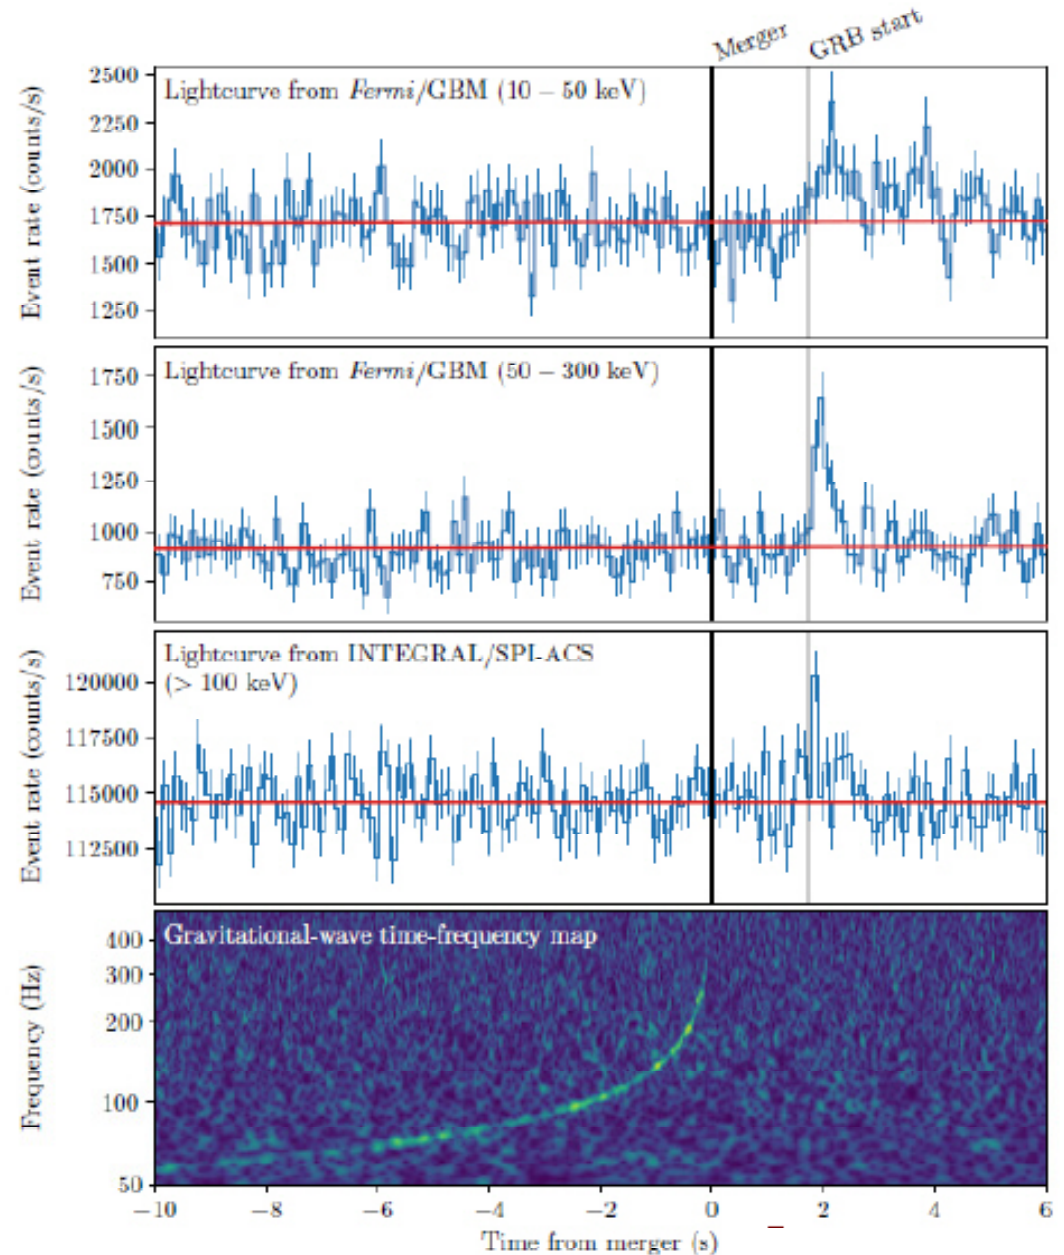 Merger GRB start
Lightcurve from Fermi/GBM (10 – 50 keV)
Event rate (counts/s)
2500
2250
2000
1750
1500
1250
Lightcurve from Fermi/GBM (50 – 300 keV)
Event rate (counts/s)
1750
1500
1250
1000
750
Lightcurve from INTEGRAL/SPI-ACS
(> 100 keV)
Event rate (counts/s)
120000
117500
115000
112500
Gravitational-wave time-frequency map
Frequency (Hz)
400
300
200
100
50
−10 −8 −6 −4 −2 0 2 4 6
Time from merger (s)